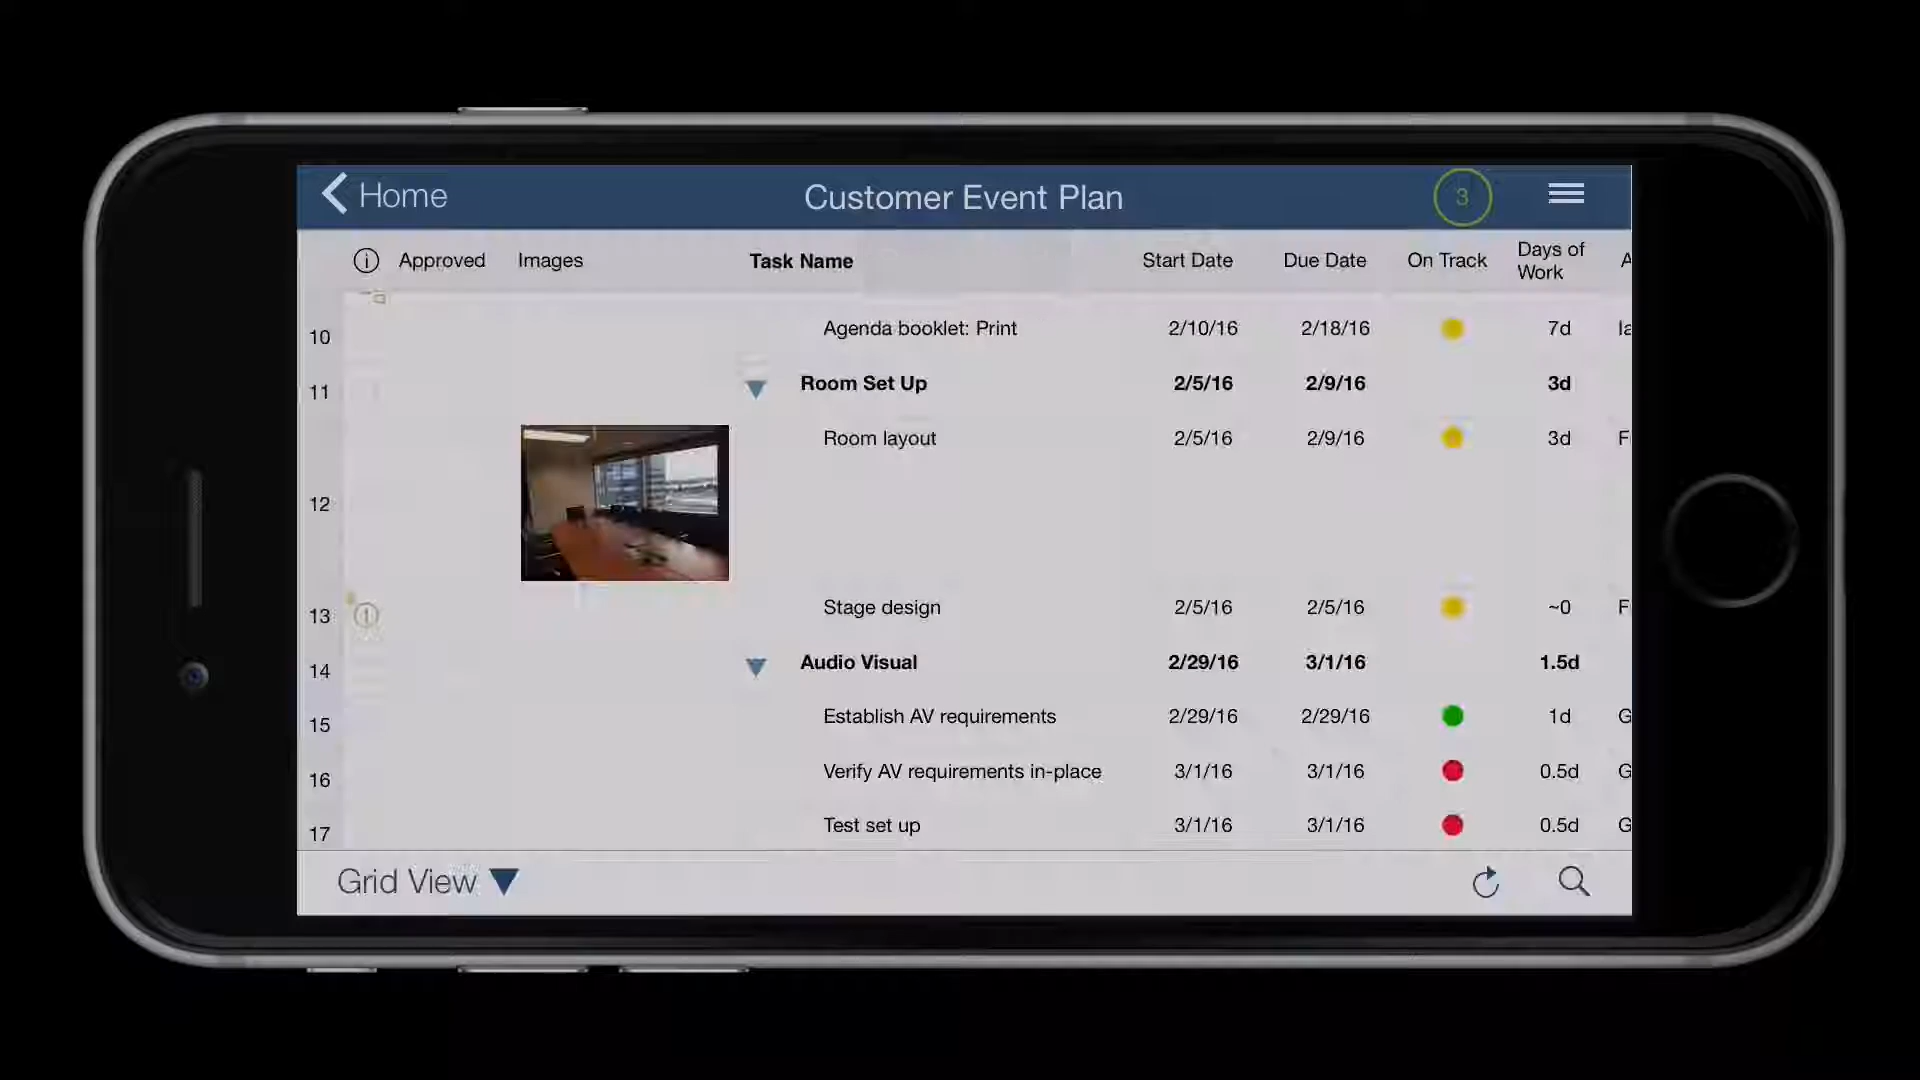 Home Customer Event Plan 3
Approved Images Task Name Start Date Due Date On Track Days of Work A
10 Agenda booklet: Print 2/10/16 2/18/16 7d
11 Room Set Up 2/5/16 2/9/16 3d
12 Room layout 2/5/16 2/9/16 3d F
13 Stage design 2/5/16 2/5/16 ~0 F
14 Audio Visual 2/29/16 3/1/16 1.5d
15 Establish AV requirements 2/29/16 2/29/16 1d G
16 Verify AV requirements in-place 3/1/16 3/1/16 0.5d G
17 Test set up 3/1/16 3/1/16 0.5d G
Grid View